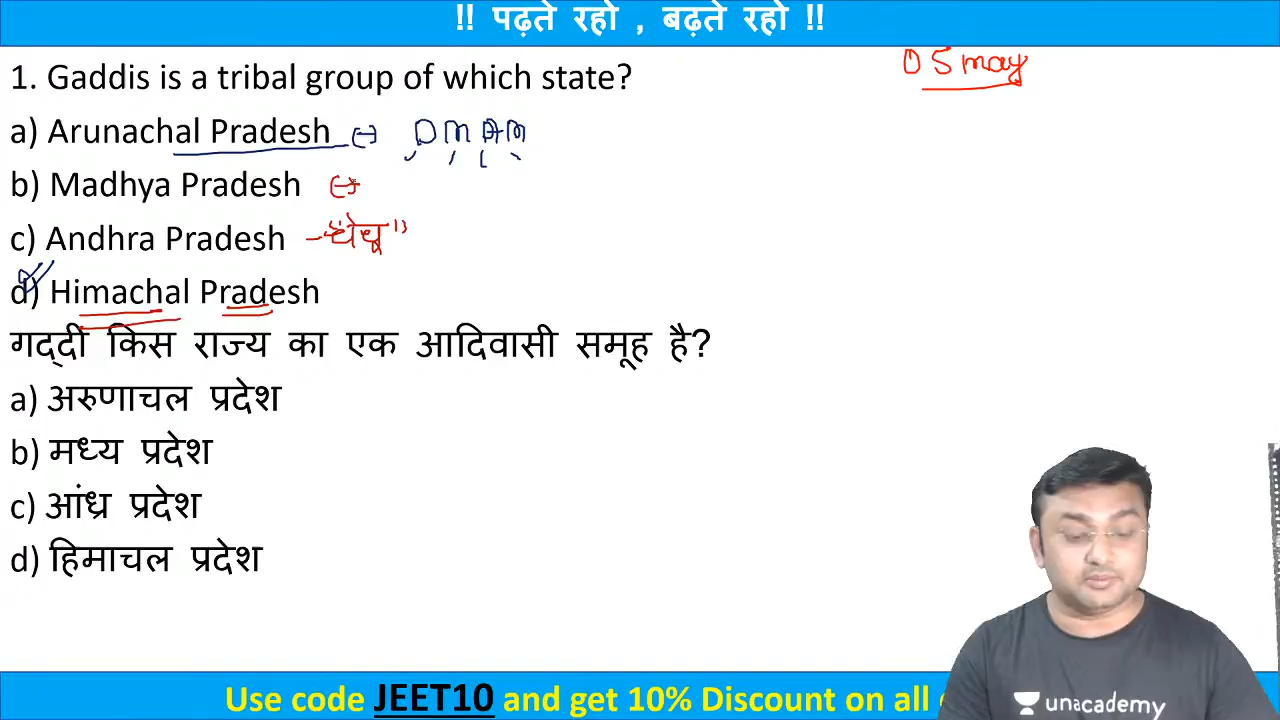 !! पढ़ते रहो , बढ़ते रहो !!
05 may
1. Gaddis is a tribal group of which state?
a) Arunachal Pradesh
b) Madhya Pradesh
c) Andhra Pradesh
d) Himachal Pradesh
गद्दी किस राज्य का एक आदिवासी समूह है?
a) अरुणाचल प्रदेश
b) मध्य प्रदेश
c) आंध्र प्रदेश
d) हिमाचल प्रदेश
Use code JEET10 and get 10% Discount on all
unacademy